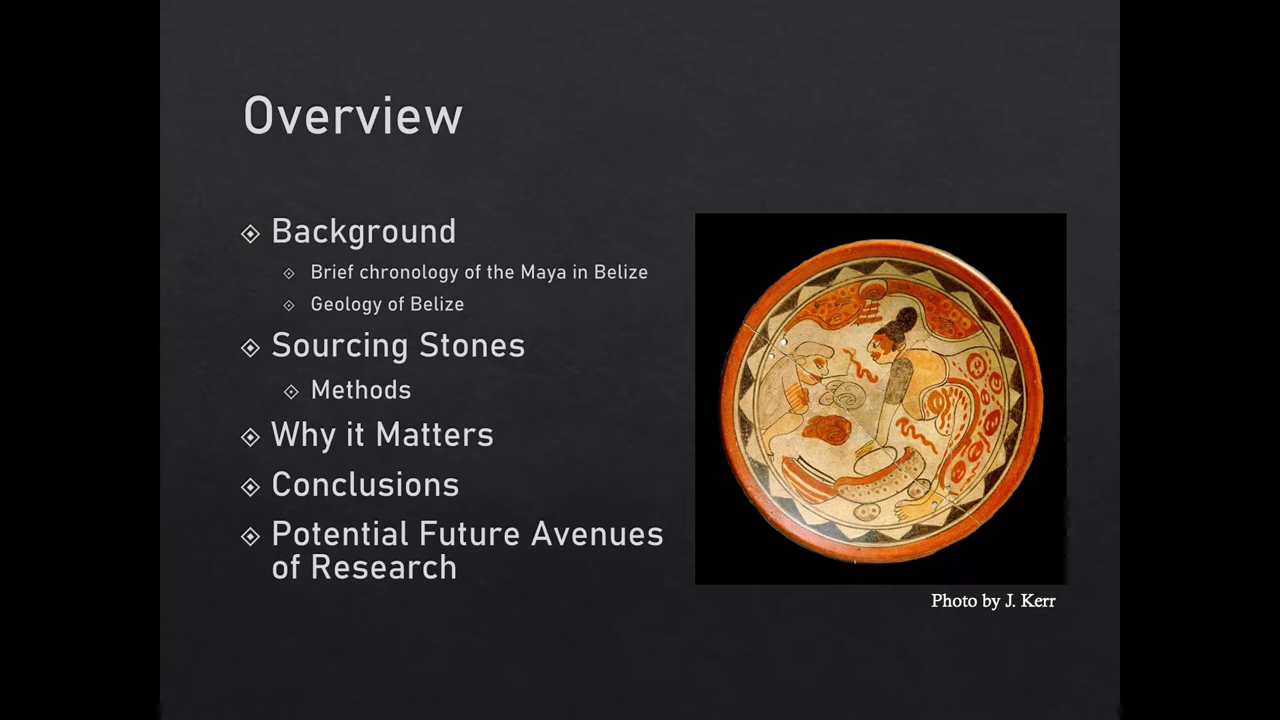 Overview
Background
Brief chronology of the Maya in Belize
Geology of Belize
Sourcing Stones
Methods
Why it Matters
Conclusions
Potential Future Avenues
of Research
Photo by J. Kerr